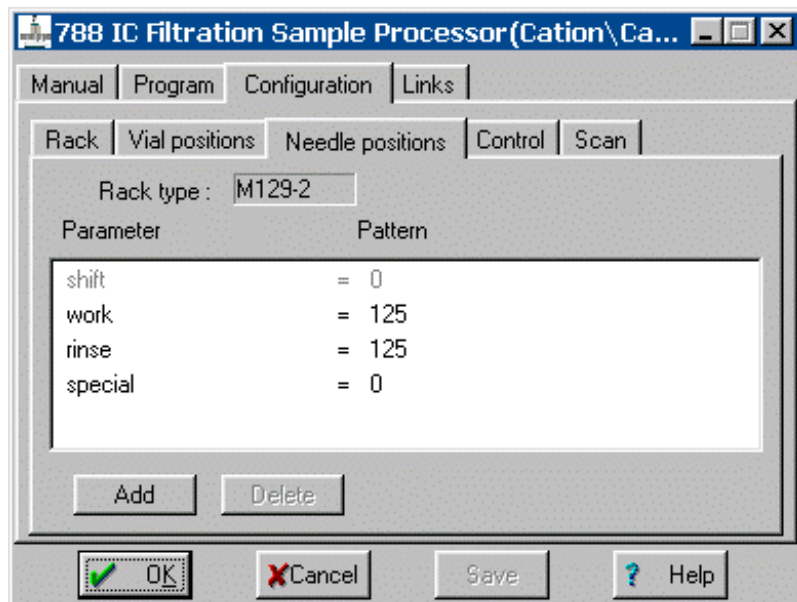 788 IC Filtration Sample Processor(Cation\Ca...
Manual Program Configuration Links
Rack Vial positions Needle positions Control Scan
Rack type : M129-2
Parameter Pattern
shift = 0
work = 125
rinse = 125
special = 0
Add Delete
OK Cancel Save ? Help